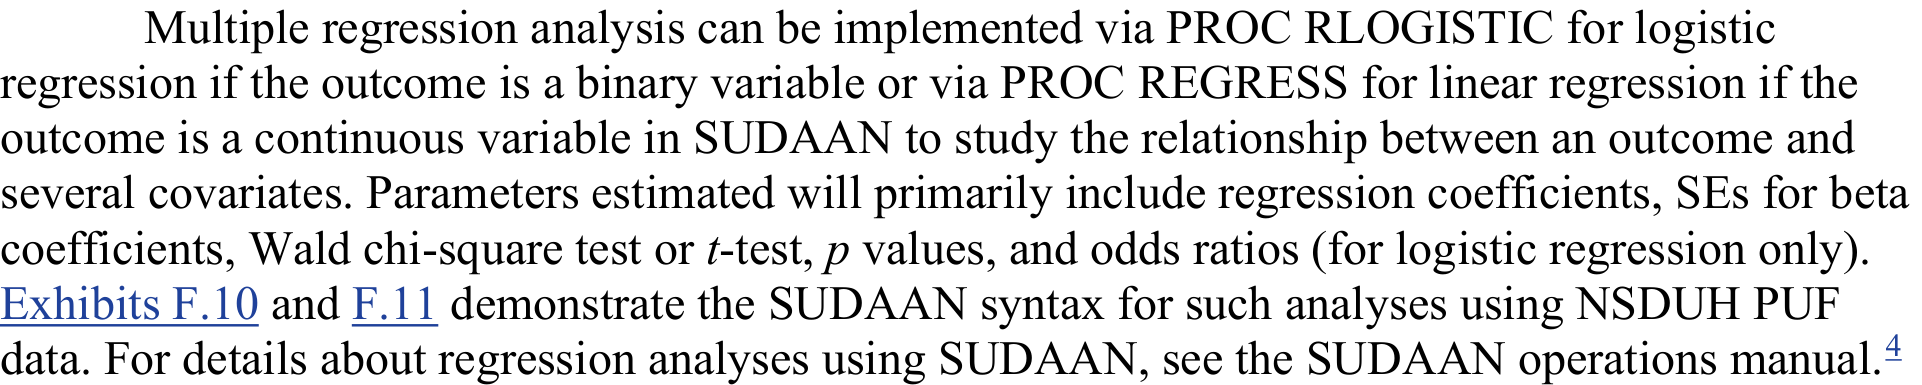 Multiple regression analysis can be implemented via PROC RLOGISTIC for logistic
regression if the outcome is a binary variable or via PROC REGRESS for linear regression if the
outcome is a continuous variable in SUDAAN to study the relationship between an outcome and
several covariates. Parameters estimated will primarily include regression coefficients, SEs for beta
coefficients, Wald chi-square test or t-test, p values, and odds ratios (for logistic regression only).
Exhibits F.10 and F.11 demonstrate the SUDAAN syntax for such analyses using NSDUH PUF
data. For details about regression analyses using SUDAAN, see the SUDAAN operations manual.4